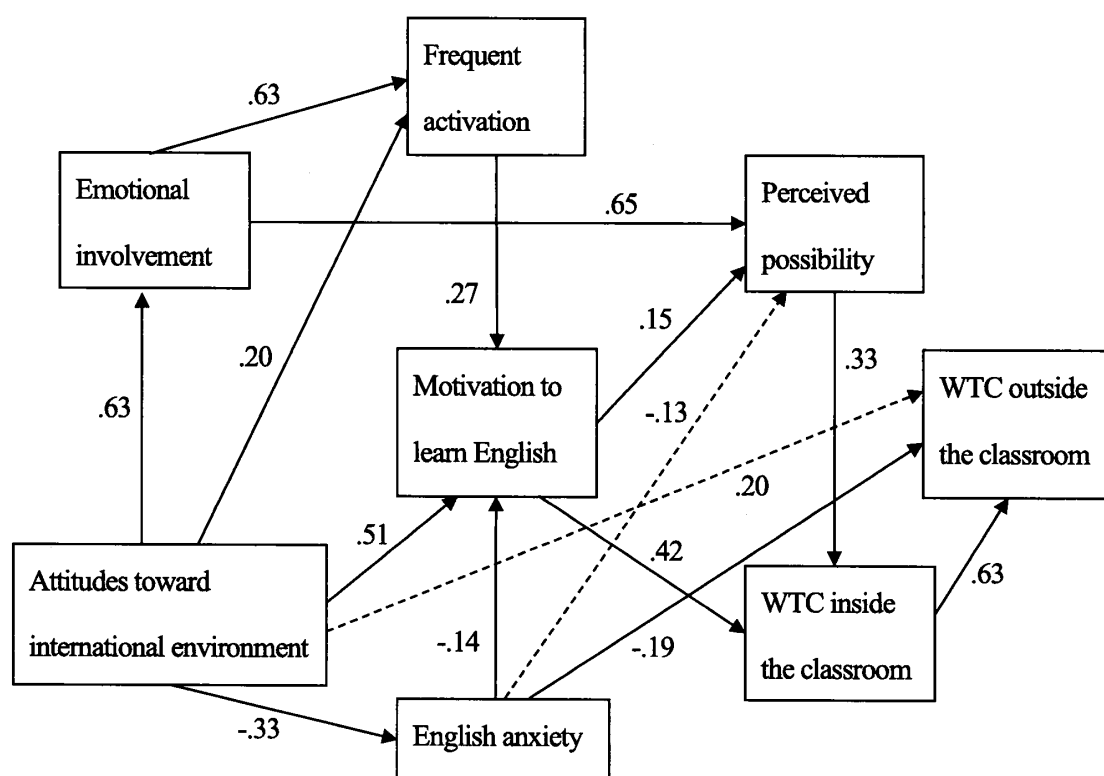 Frequent
activation
.63
Emotional
involvement
.65
Perceived
possibility
.27
.15
.20
.33
.63
Motivation to
learn English
-.13
WTC outside
the classroom
.20
.51
.42
.63
Attitudes toward
international environment
WTC inside
the classroom
-.14
-.19
-.33
English anxiety